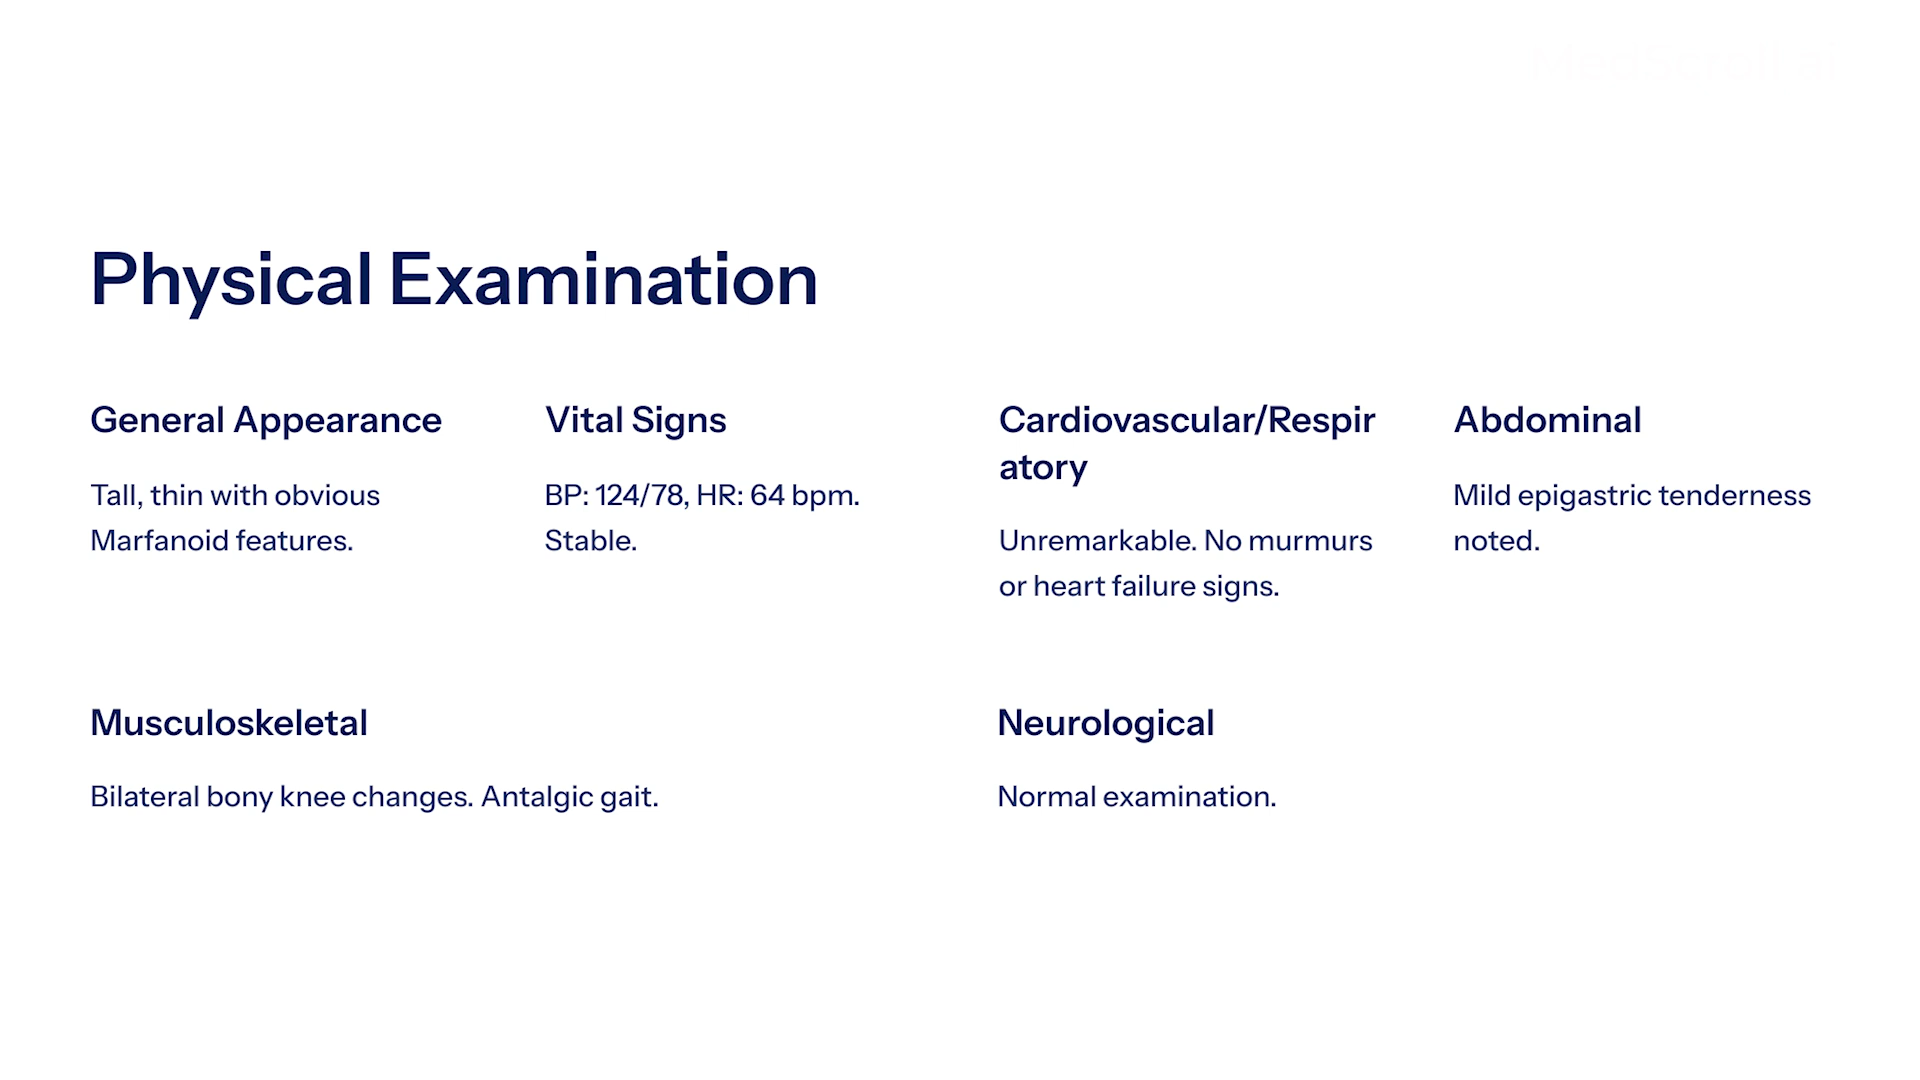 Physical Examination
General Appearance
Tall, thin with obvious
Marfanoid features.
Vital Signs
BP: 124/78, HR: 64 bpm.
Stable.
Cardiovascular/Respir
atory
Unremarkable. No murmurs
or heart failure signs.
Abdominal
Mild epigastric tenderness
noted.
Musculoskeletal
Bilateral bony knee changes. Antalgic gait.
Neurological
Normal examination.